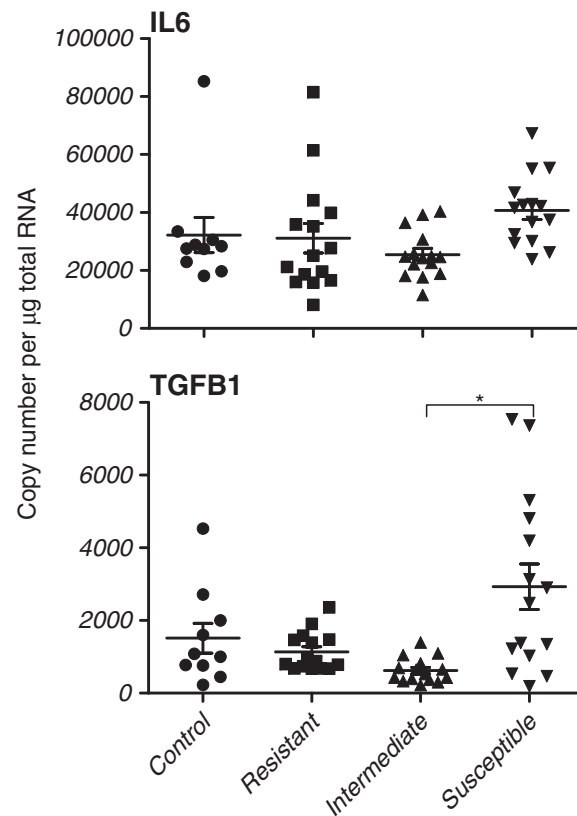 IL6
100000
80000
60000
40000
20000
0
Copy number per µg total RNA
TGFB1
8000
6000
4000
2000
0
*
Control
Resistant
Intermediate
Susceptible